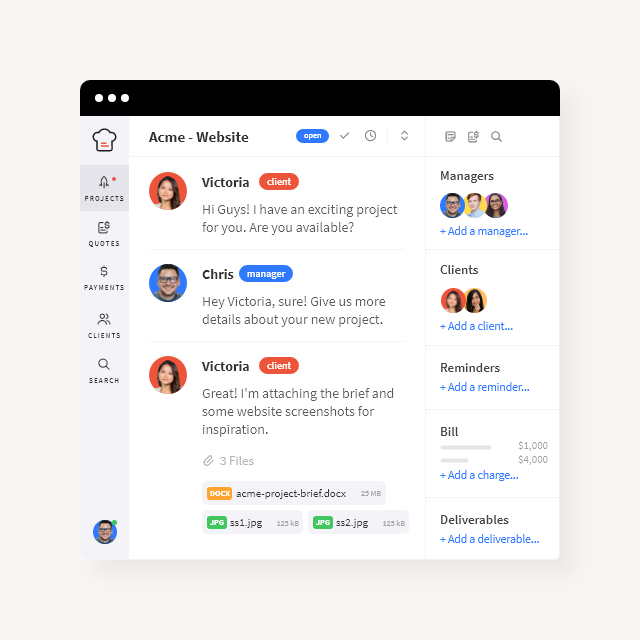 Acme - Website
open
PROJECTS
QUOTES
PAYMENTS
CLIENTS
SEARCH
Victoria client
Hi Guys! I have an exciting project
for you. Are you available?
Chris manager
Hey Victoria, sure! Give us more
details about your new project.
Victoria client
Great! I'm attaching the brief and
some website screenshots for
inspiration.
3 Files
DOCX acme-project-brief.docx 25 MB
JPG ss1.jpg 125 kB JPG ss2.jpg 125 kB
Managers
+ Add a manager...
Clients
+ Add a client...
Reminders
+ Add a reminder...
Bill
$1,000
$4,000
+ Add a charge...
Deliverables
+ Add a deliverable...